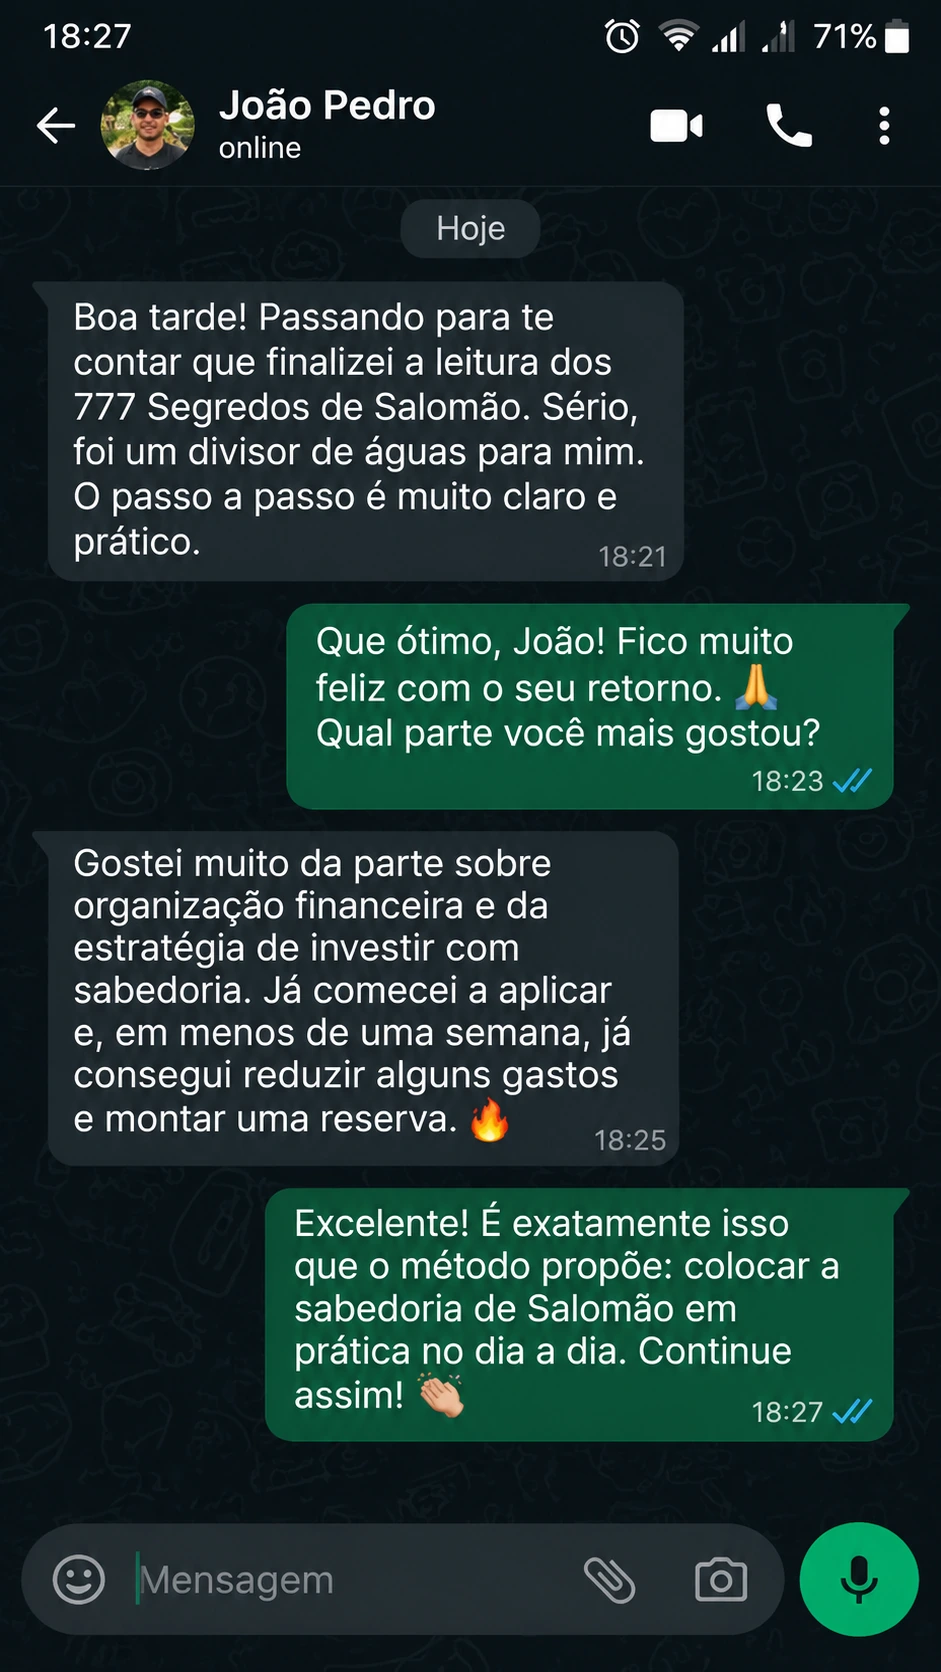 18:27 71%
João Pedro
online
Hoje
Boa tarde! Passando para te
contar que finalizei a leitura dos
777 Segredos de Salomão. Sério,
foi um divisor de águas para mim.
O passo a passo é muito claro e
prático.
18:21
Que ótimo, João! Fico muito
feliz com o seu retorno. 🙏
Qual parte você mais gostou?
18:23
Gostei muito da parte sobre
organização financeira e da
estratégia de investir com
sabedoria. Já comecei a aplicar
e, em menos de uma semana, já
consegui reduzir alguns gastos
e montar uma reserva. 🔥
18:25
Excelente! É exatamente isso
que o método propõe: colocar a
sabedoria de Salomão em
prática no dia a dia. Continue
assim! 👏
18:27
Mensagem